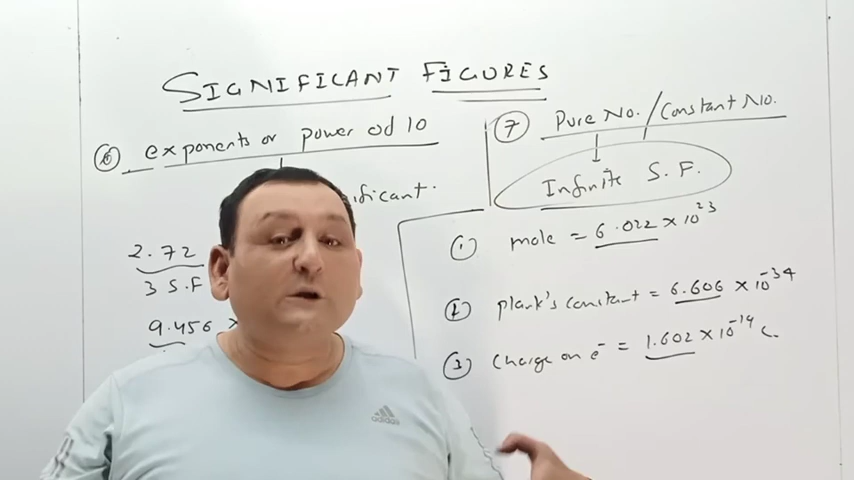 SIGNIFICANT FIGURES
⑥ exponents or power od 10
ificant.
2.72
3 S.F
9.456 ×
⑦ Pure No. / Constant No.
Infinite S.F.
① mole = 6.022 × 10²³
② plank's constant = 6.606 × 10⁻³⁴
③ Charge on e⁻ = 1.602 × 10⁻¹⁹ C.
adidas